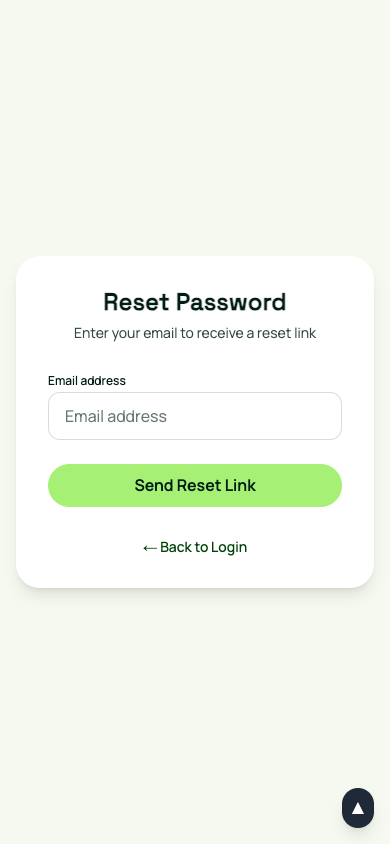 Reset Password
Enter your email to receive a reset link
Email address
Email address
Send Reset Link
← Back to Login
▲